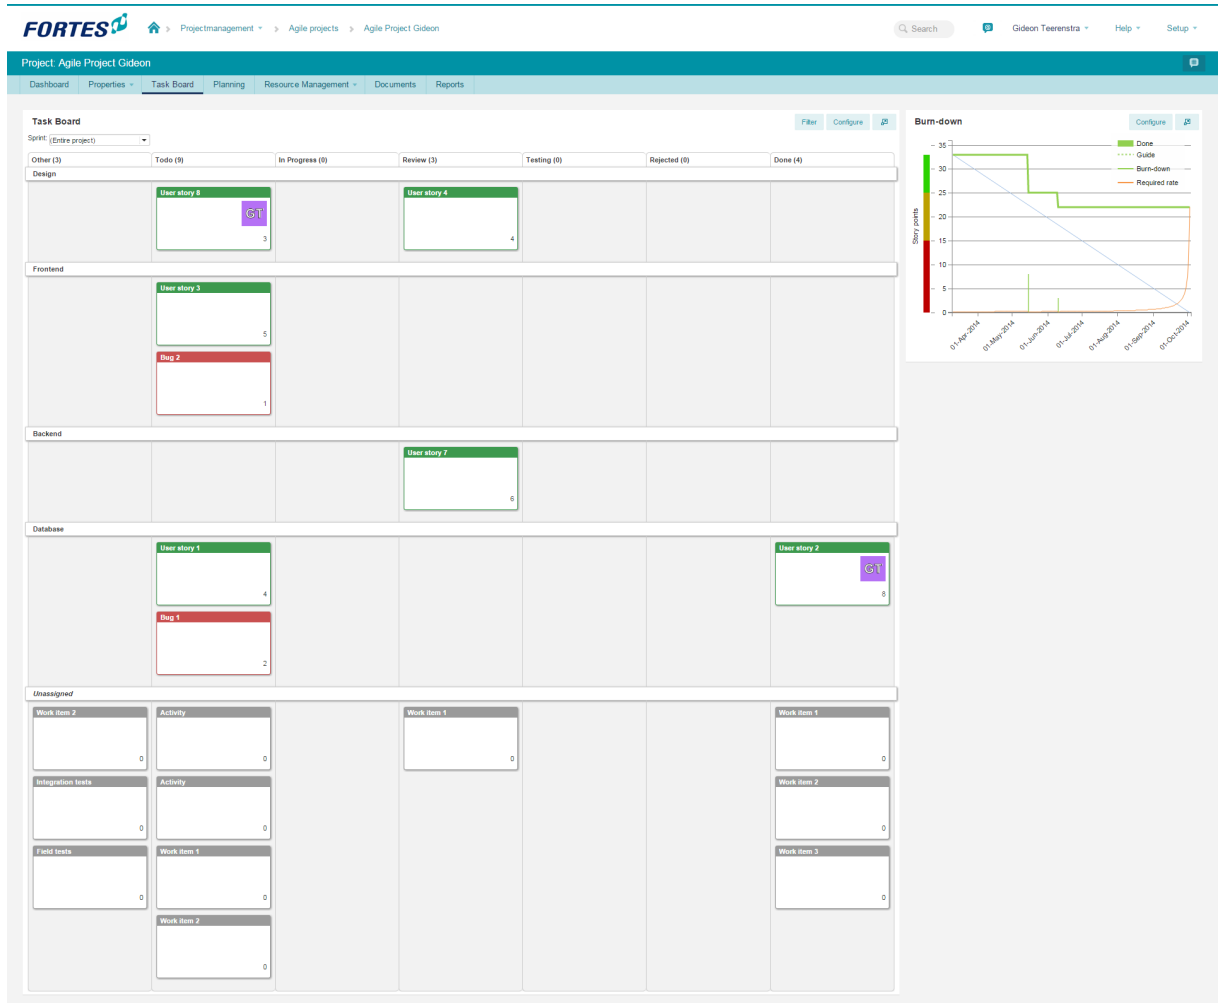 FORTES
Projectmanagement
Agile projects
Agile Project Gideon
Search
Gideon Teerenstra
Help
Setup
Project: Agile Project Gideon
Dashboard
Properties
Task Board
Planning
Resource Management
Documents
Reports
Task Board
Filter
Configure
Sprint: (Entire project)
Other (3)
Todo (9)
In Progress (0)
Review (3)
Testing (0)
Rejected (0)
Done (4)
Design
User story 8
GT
3
User story 4
4
Frontend
User story 3
5
Bug 2
1
Backend
User story 7
6
Database
User story 1
4
User story 2
GT
8
Bug 1
2
Unassigned
Work item 2
0
Activity
0
Work item 1
0
Work item 1
0
Integration tests
0
Activity
0
Work item 2
0
Field tests
0
Work item 1
0
Work item 3
0
Work item 2
0
Burn-down
Configure
Done
Guide
Burn-down
Required rate
Story points
35
30
25
20
15
10
5
0
01-Apr-2014
01-May-2014
01-Jun-2014
01-Jul-2014
01-Aug-2014
01-Sep-2014
01-Oct-2014